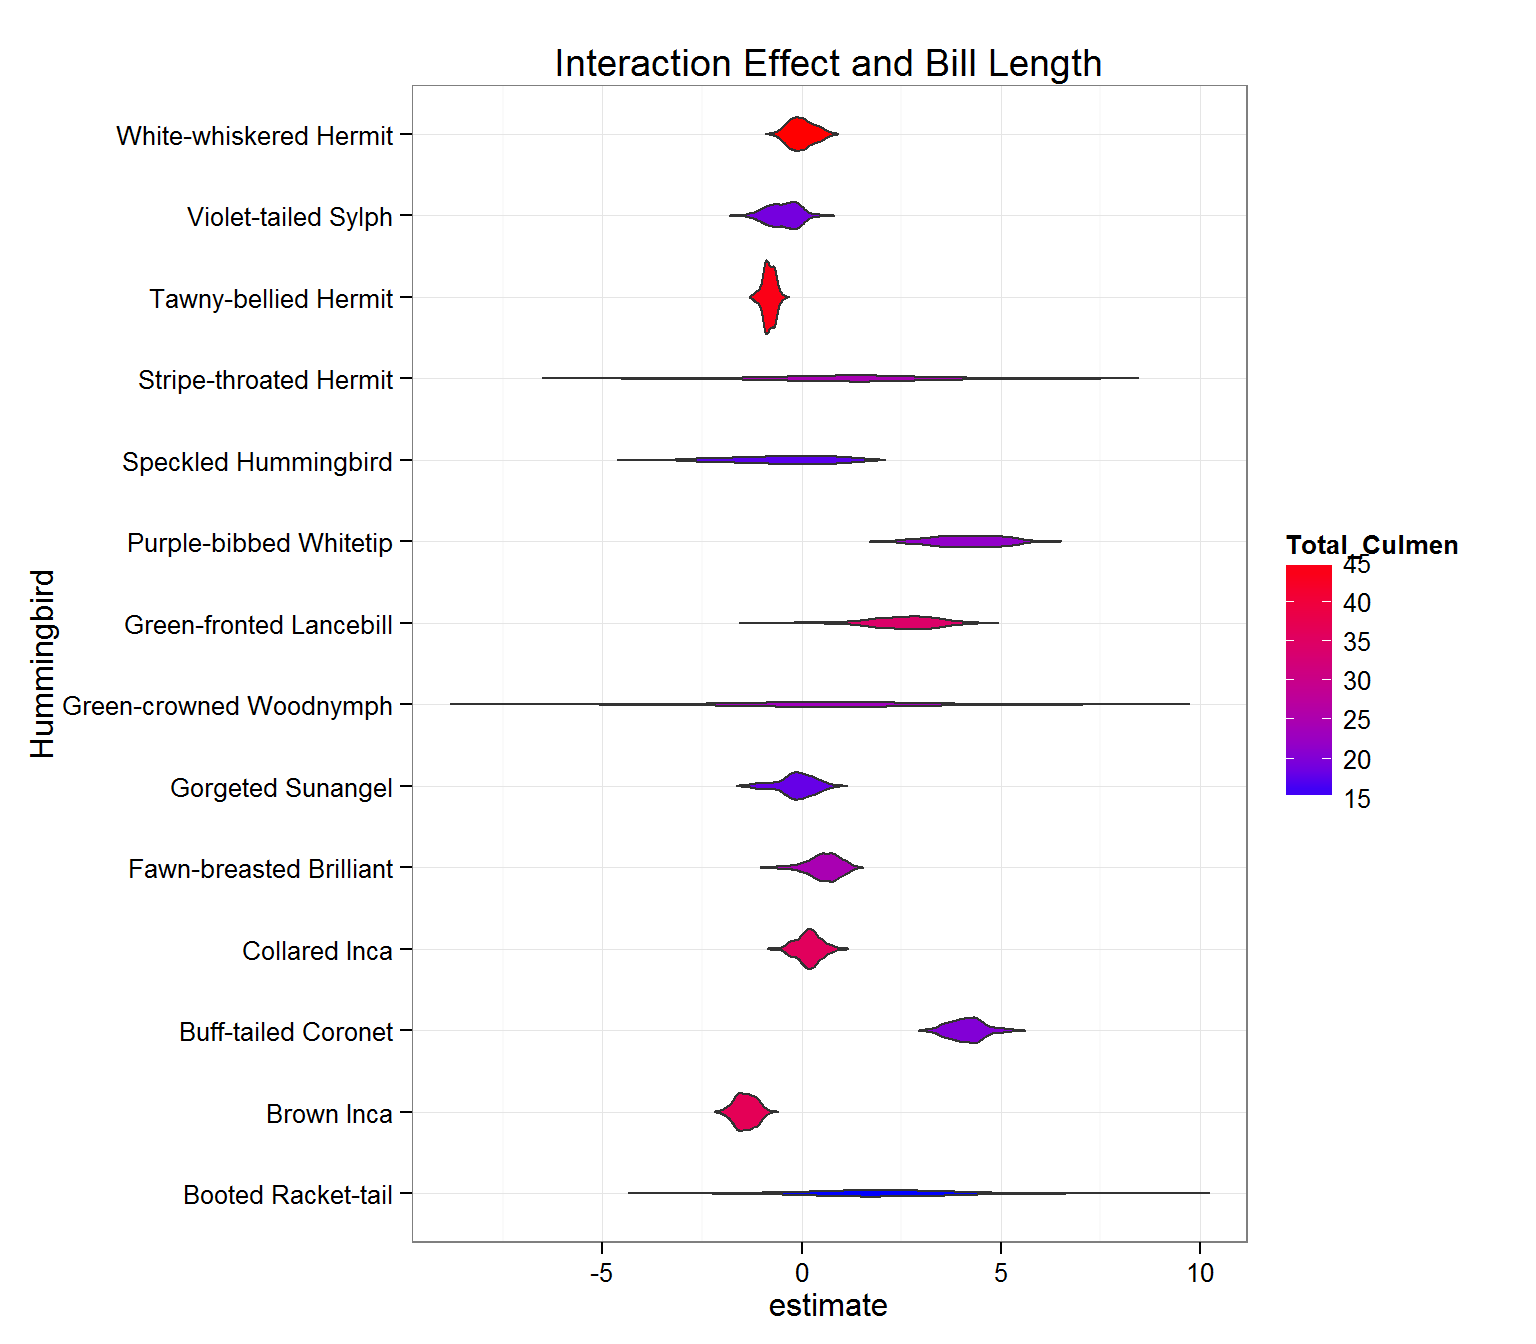 Interaction Effect and Bill Length
Hummingbird
White-whiskered Hermit
Violet-tailed Sylph
Tawny-bellied Hermit
Stripe-throated Hermit
Speckled Hummingbird
Purple-bibbed Whitetip
Green-fronted Lancebill
Green-crowned Woodnymph
Gorgeted Sunangel
Fawn-breasted Brilliant
Collared Inca
Buff-tailed Coronet
Brown Inca
Booted Racket-tail
-5 0 5 10
estimate
Total_Culmen
45
40
35
30
25
20
15